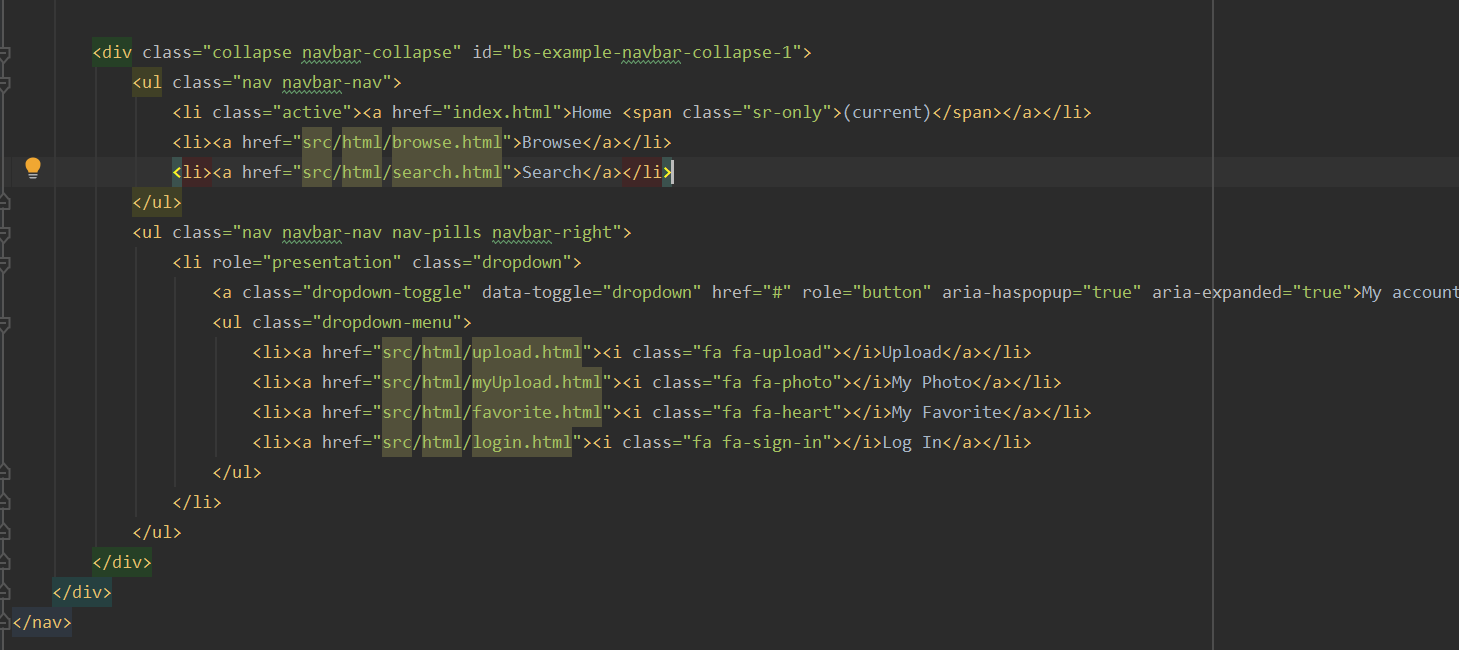 <div class="collapse navbar-collapse" id="bs-example-navbar-collapse-1">
<ul class="nav navbar-nav">
<li class="active"><a href="index.html">Home <span class="sr-only">(current)</span></a></li>
<li><a href="src/html/browse.html">Browse</a></li>
<li><a href="src/html/search.html">Search</a></li>
</ul>
<ul class="nav navbar-nav nav-pills navbar-right">
<li role="presentation" class="dropdown">
<a class="dropdown-toggle" data-toggle="dropdown" href="#" role="button" aria-haspopup="true" aria-expanded="true">My account
<ul class="dropdown-menu">
<li><a href="src/html/upload.html"><i class="fa fa-upload"></i>Upload</a></li>
<li><a href="src/html/myUpload.html"><i class="fa fa-photo"></i>My Photo</a></li>
<li><a href="src/html/favorite.html"><i class="fa fa-heart"></i>My Favorite</a></li>
<li><a href="src/html/login.html"><i class="fa fa-sign-in"></i>Log In</a></li>
</ul>
</li>
</ul>
</div>
</div>
</nav>